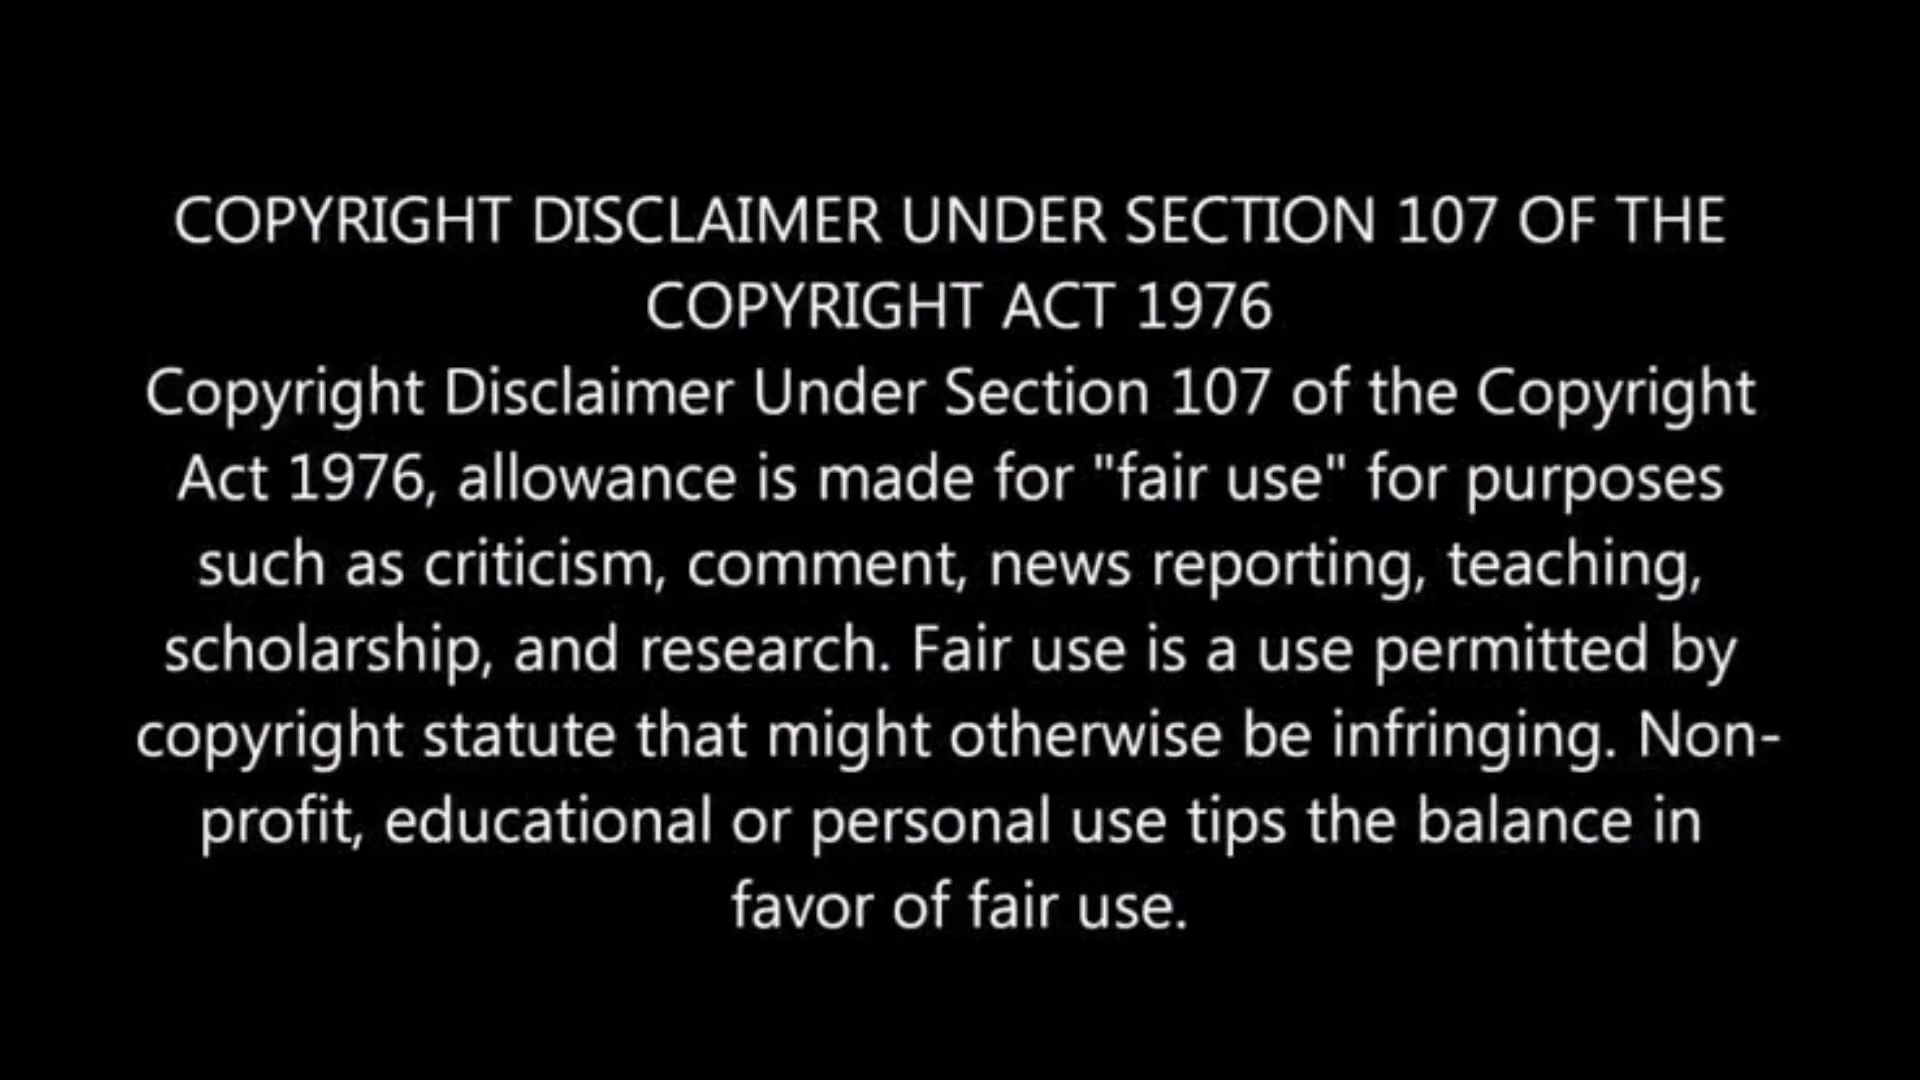 COPYRIGHT DISCLAIMER UNDER SECTION 107 OF THE
COPYRIGHT ACT 1976
Copyright Disclaimer Under Section 107 of the Copyright
Act 1976, allowance is made for "fair use" for purposes
such as criticism, comment, news reporting, teaching,
scholarship, and research. Fair use is a use permitted by
copyright statute that might otherwise be infringing. Non-
profit, educational or personal use tips the balance in
favor of fair use.